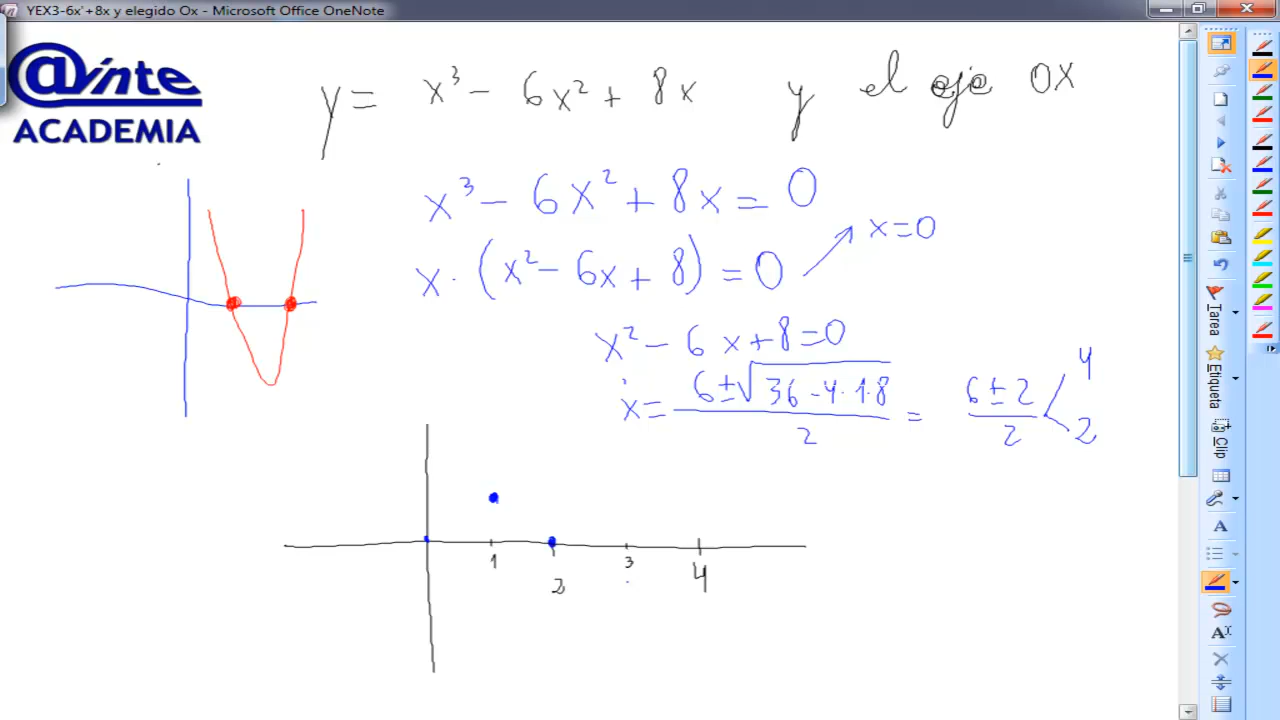 YEX3-6x'+8x y elegido Ox - Microsoft Office OneNote
@inte
ACADEMIA
y = x³ - 6x² + 8x y el eje OX
x³ - 6x² + 8x = 0
x · (x² - 6x + 8) = 0
x = 0
x² - 6x + 8 = 0
x = 6 ± √36 - 4 · 1 · 8 / 2 = 6 ± 2 / 2
4
2
1
2
3
4
Tarea
Etiqueta
Clip
A
A